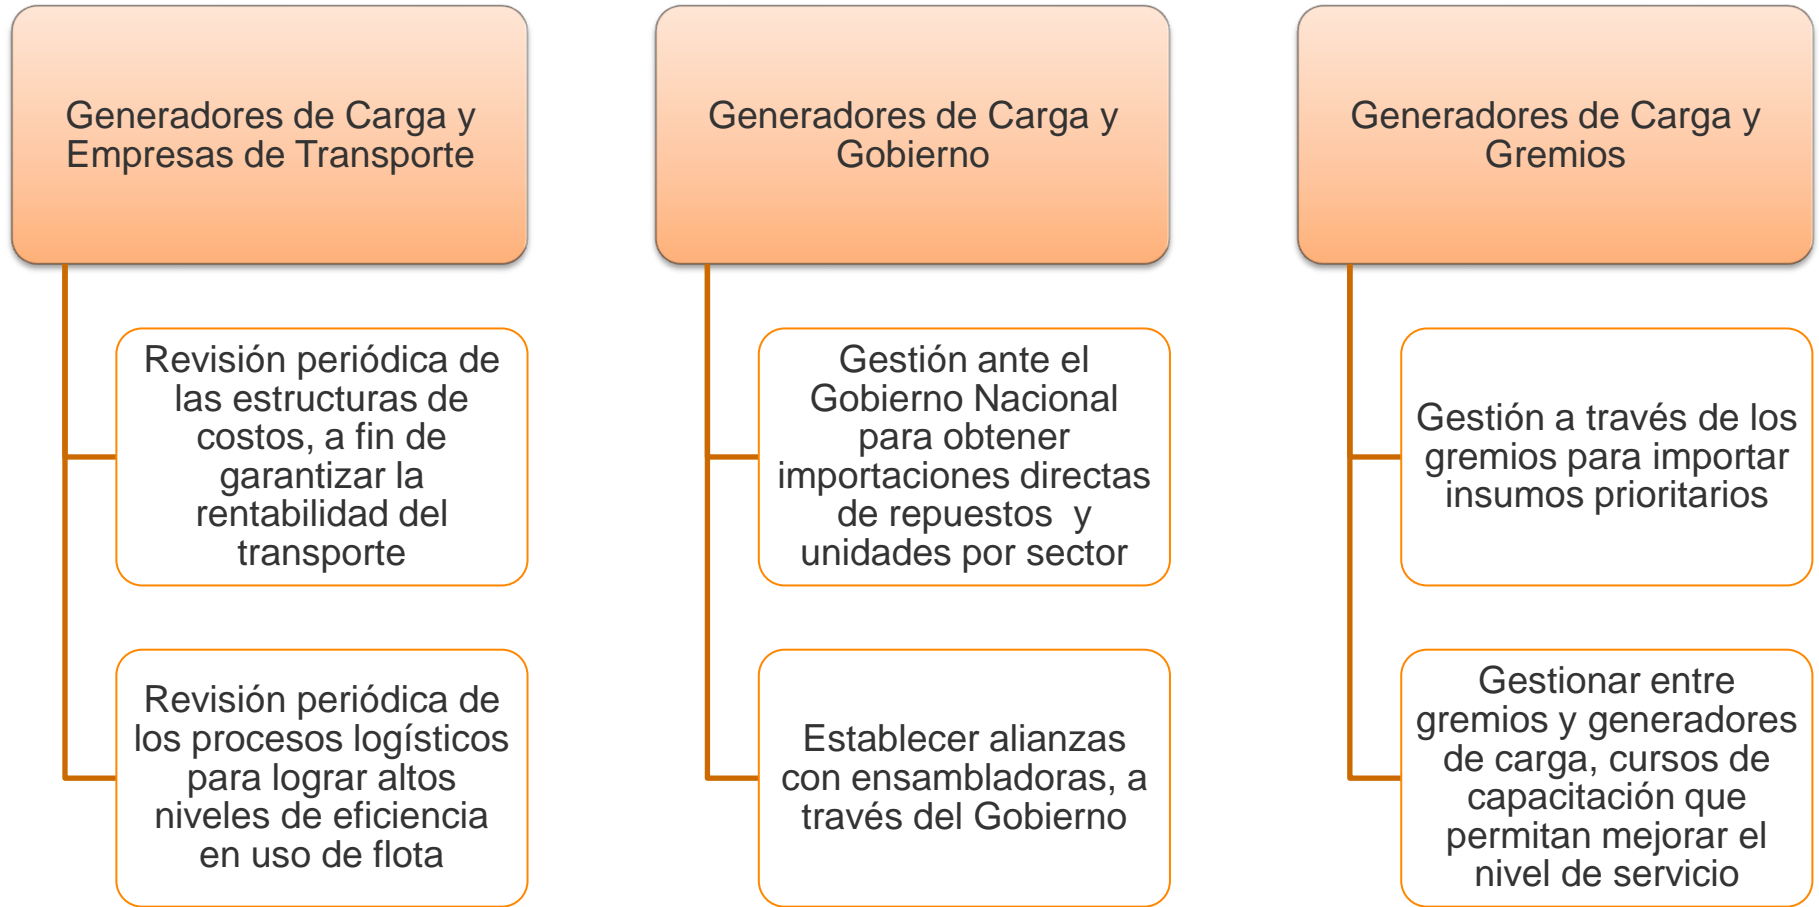 Generadores de Carga y
Empresas de Transporte
Revisión periódica de
las estructuras de
costos, a fin de
garantizar la
rentabilidad del
transporte
Revisión periódica de
los procesos logísticos
para lograr altos
niveles de eficiencia
en uso de flota
Generadores de Carga y
Gobierno
Gestión ante el
Gobierno Nacional
para obtener
importaciones directas
de repuestos  y
unidades por sector
Establecer alianzas
con ensambladoras, a
través del Gobierno
Generadores de Carga y
Gremios
Gestión a través de los
gremios para importar
insumos prioritarios
Gestionar entre
gremios y generadores
de carga, cursos de
capacitación que
permitan mejorar el
nivel de servicio